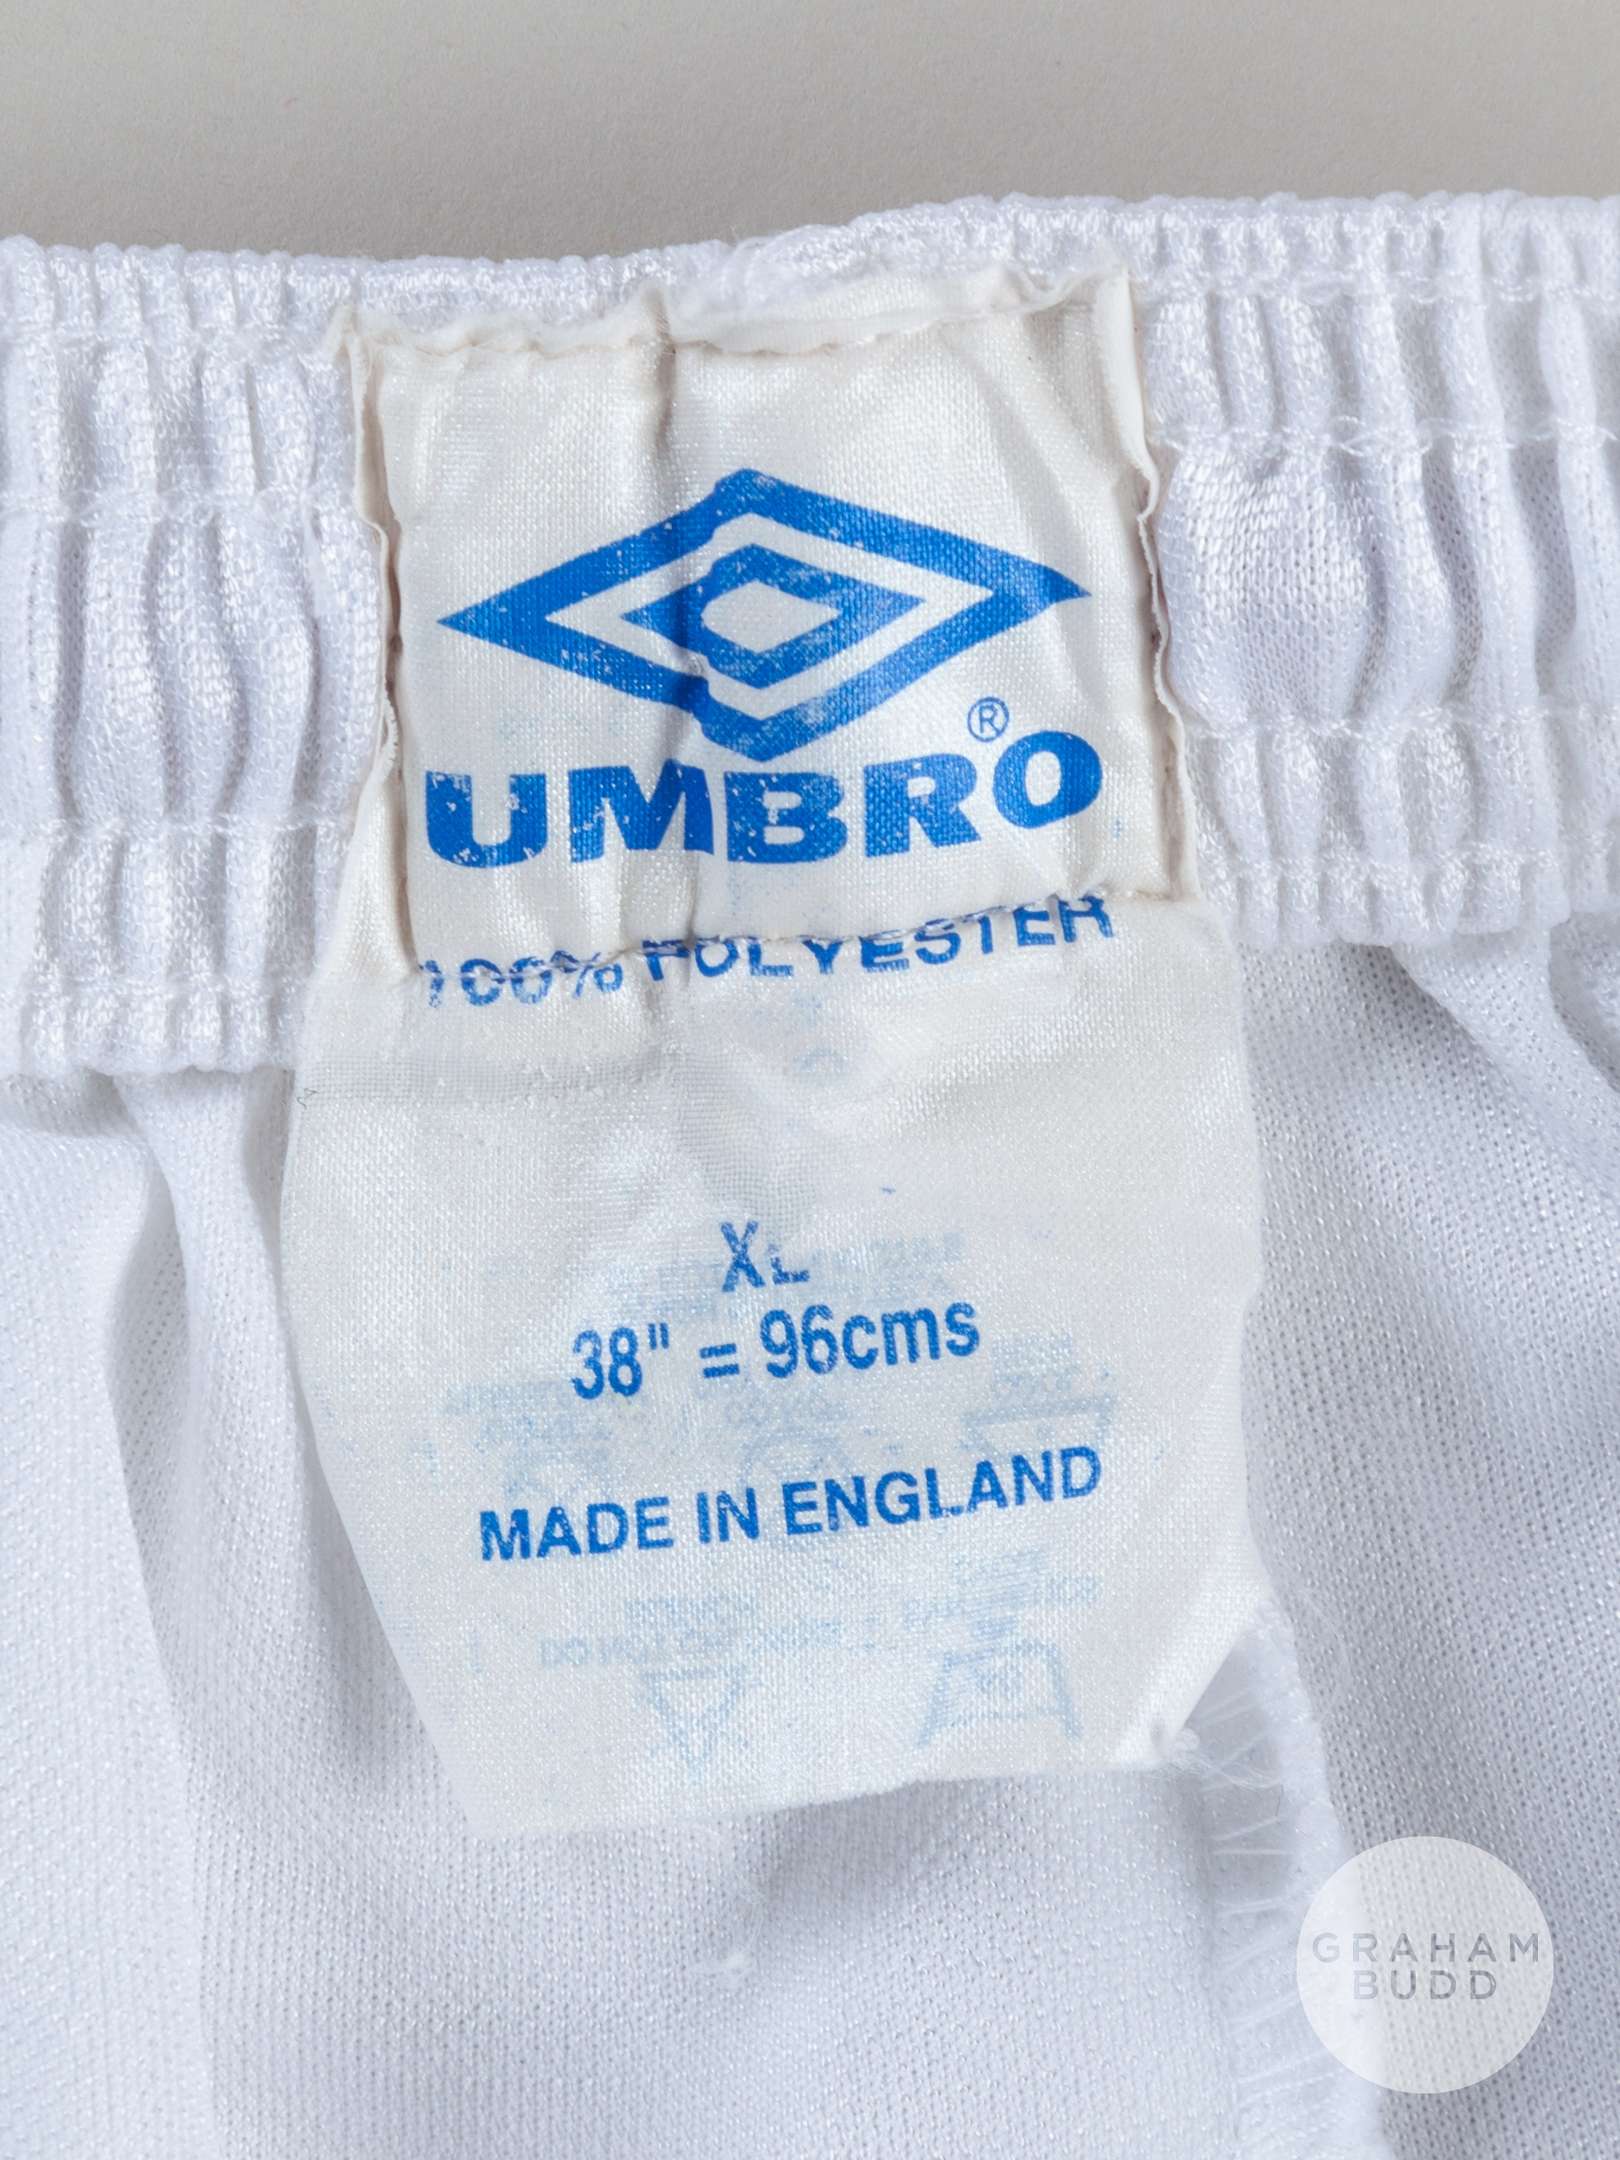 ®
UMBRO
100% POLYESTER
XL
38" = 96cms
MADE IN ENGLAND
GRAHAM
BUDD